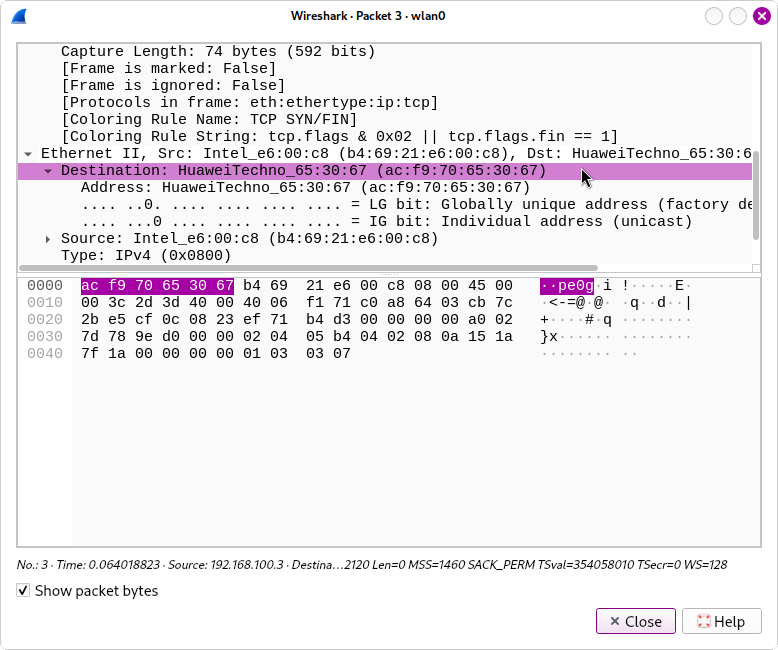 Wireshark · Packet 3 · wlan0
Capture Length: 74 bytes (592 bits)
[Frame is marked: False]
[Frame is ignored: False]
[Protocols in frame: eth:ethertype:ip:tcp]
[Coloring Rule Name: TCP SYN/FIN]
[Coloring Rule String: tcp.flags & 0x02 || tcp.flags.fin == 1]
Ethernet II, Src: Intel_e6:00:c8 (b4:69:21:e6:00:c8), Dst: HuaweiTechno_65:30:6
Destination: HuaweiTechno_65:30:67 (ac:f9:70:65:30:67)
Address: HuaweiTechno_65:30:67 (ac:f9:70:65:30:67)
.... ..0. .... .... .... .... = LG bit: Globally unique address (factory de
.... ...0 .... .... .... .... = IG bit: Individual address (unicast)
Source: Intel_e6:00:c8 (b4:69:21:e6:00:c8)
Type: IPv4 (0x0800)
0000 ac f9 70 65 30 67 b4 69 21 e6 00 c8 08 00 45 00 ··pe0g·i !·····E·
0010 00 3c 2d 3d 40 00 40 06 f1 71 c0 a8 64 03 cb 7c ·<-=@·@· ·q··d··|
0020 2b e5 cf 0c 08 23 ef 71 b4 d3 00 00 00 00 a0 02 +····#·q ········
0030 7d 78 9e d0 00 00 02 04 05 b4 04 02 08 0a 15 1a }x······ ········
0040 7f 1a 00 00 00 00 01 03 03 07 ········ ··
No.: 3 · Time: 0.064018823 · Source: 192.168.100.3 · Destina…2120 Len=0 MSS=1460 SACK_PERM TSval=354058010 TSecr=0 WS=128
Show packet bytes
Close
Help